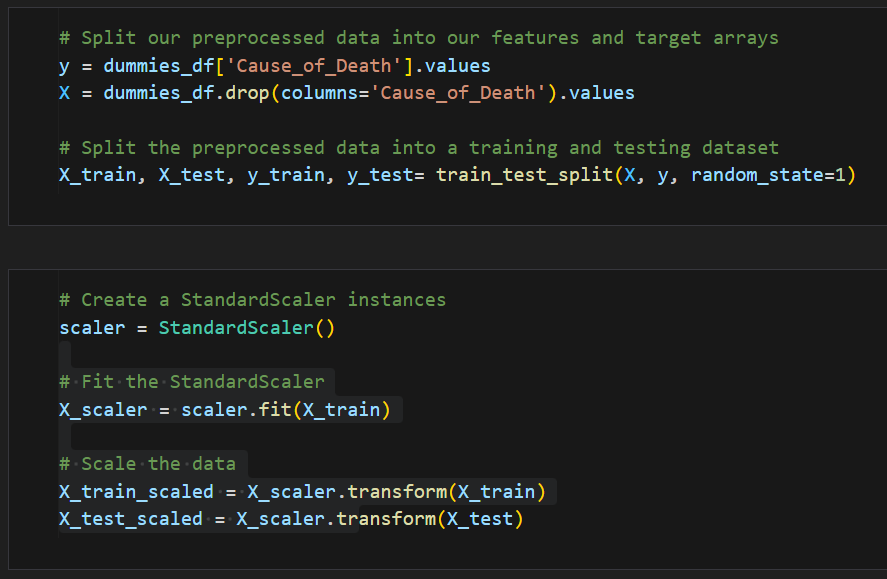 # Split our preprocessed data into our features and target arrays
y = dummies_df['Cause_of_Death'].values
X = dummies_df.drop(columns='Cause_of_Death').values
# Split the preprocessed data into a training and testing dataset
X_train, X_test, y_train, y_test= train_test_split(X, y, random_state=1)
# Create a StandardScaler instances
scaler = StandardScaler()
# Fit the StandardScaler
X_scaler = scaler.fit(X_train)
# Scale the data
X_train_scaled = X_scaler.transform(X_train)
X_test_scaled = X_scaler.transform(X_test)